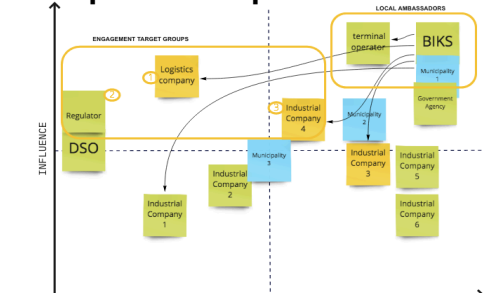 LOCAL AMBASSADORS
ENGAGEMENT TARGET GROUPS
terminal
operator
BIKS
Municipality
1
Government
Agency
Logistics
company
1
2
Regulator
3
Industrial
Company
4
Municipality
2
DSO
Municipality
3
Industrial
Company
3
Industrial
Company
5
Industrial
Company
2
Industrial
Company
1
Industrial
Company
6
INFLUENCE